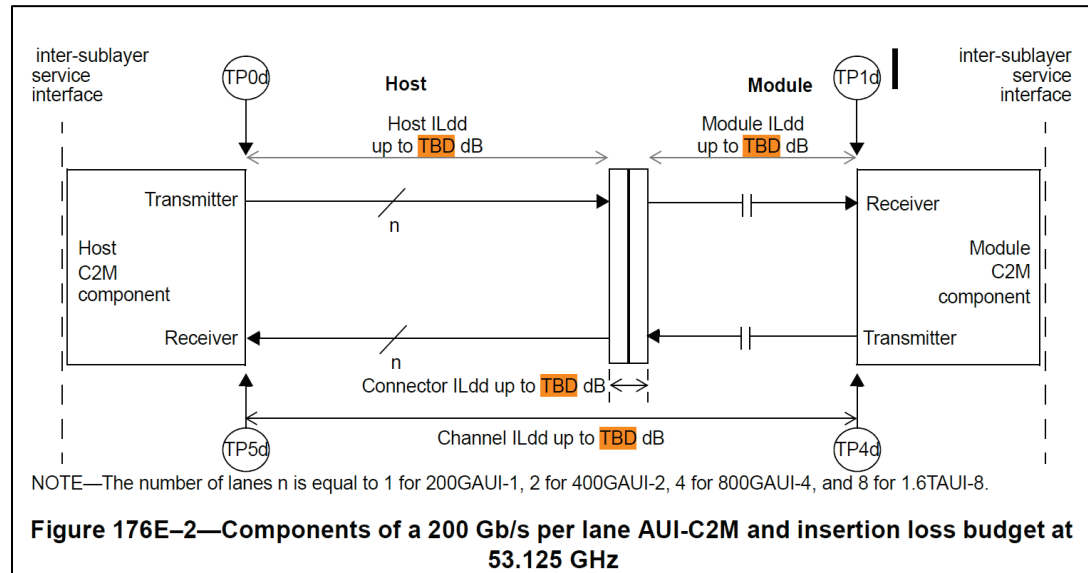 inter-sublayer
service
interface
TP0d
Host
Module
TP1d
inter-sublayer
service
interface
Host ILdd
up to TBD dB
Module ILdd
up to TBD dB
Transmitter
n
Receiver
Host
C2M
component
Module
C2M
component
Receiver
n
Transmitter
Connector ILdd up to TBD dB
Channel ILdd up to TBD dB
TP5d
TP4d
NOTE—The number of lanes n is equal to 1 for 200GAUI-1, 2 for 400GAUI-2, 4 for 800GAUI-4, and 8 for 1.6TAUI-8.
Figure 176E–2—Components of a 200 Gb/s per lane AUI-C2M and insertion loss budget at
53.125 GHz